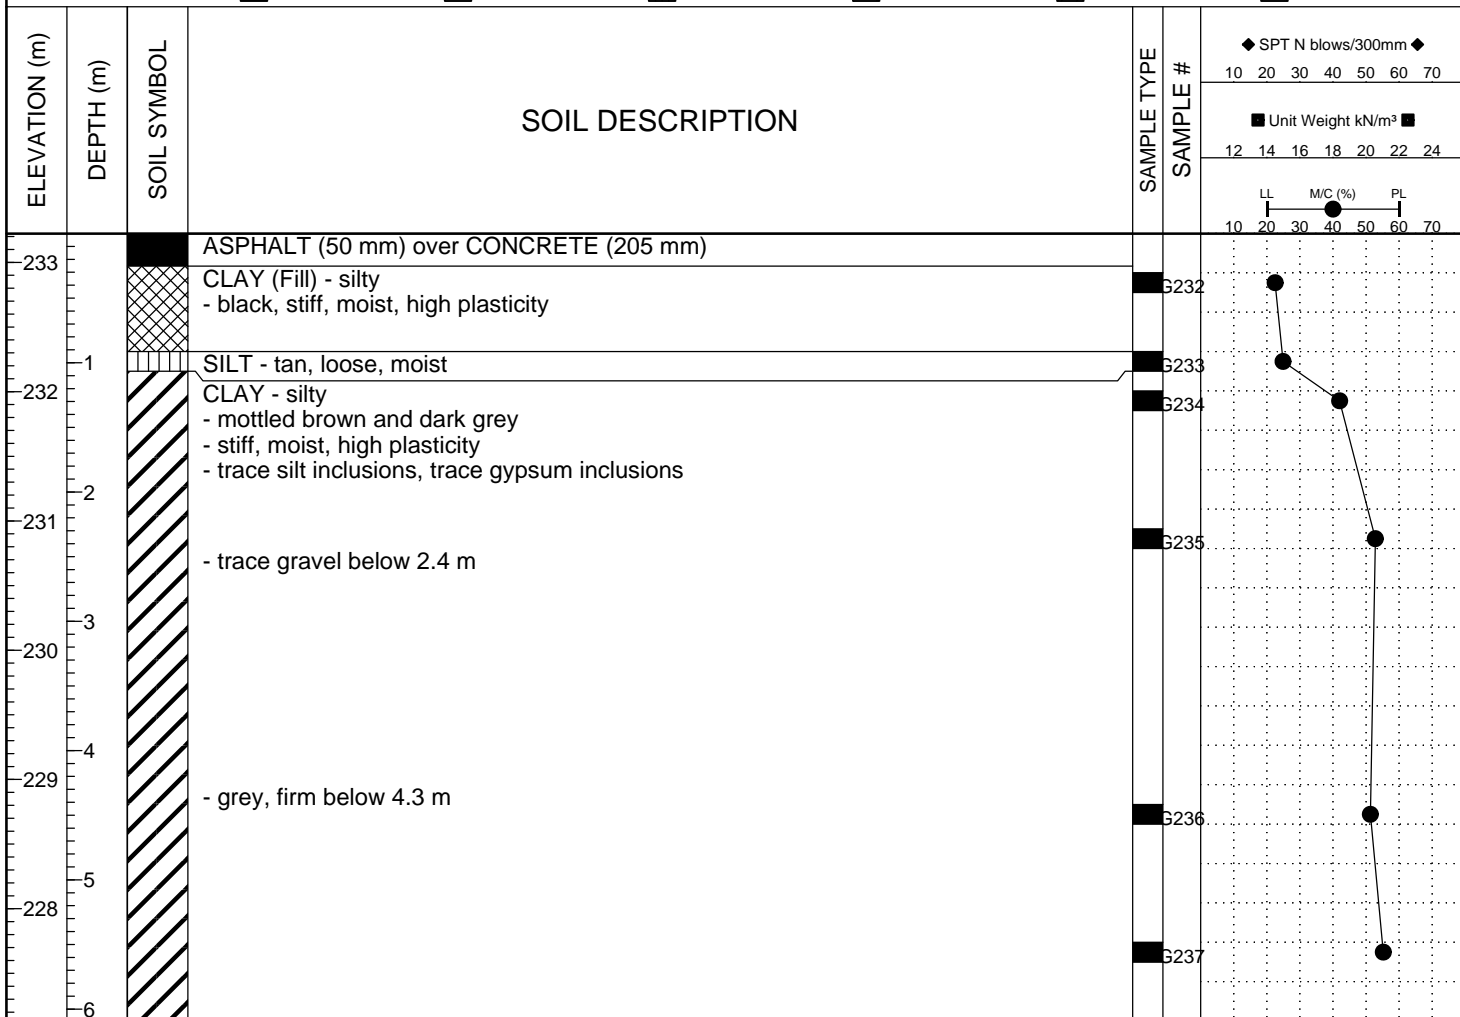 ELEVATION (m)
DEPTH (m)
SOIL SYMBOL
SOIL DESCRIPTION
SAMPLE TYPE
SAMPLE #
◆ SPT N blows/300mm ◆
10 20 30 40 50 60 70
■ Unit Weight kN/m³ ■
12 14 16 18 20 22 24
LL M/C (%) PL
10 20 30 40 50 60 70
ASPHALT (50 mm) over CONCRETE (205 mm)
233
CLAY (Fill) - silty
G232
- black, stiff, moist, high plasticity
1
SILT - tan, loose, moist
G233
232
CLAY - silty
G234
- mottled brown and dark grey
- stiff, moist, high plasticity
- trace silt inclusions, trace gypsum inclusions
2
231
G235
- trace gravel below 2.4 m
3
230
4
229
- grey, firm below 4.3 m
G236
5
228
G237
6